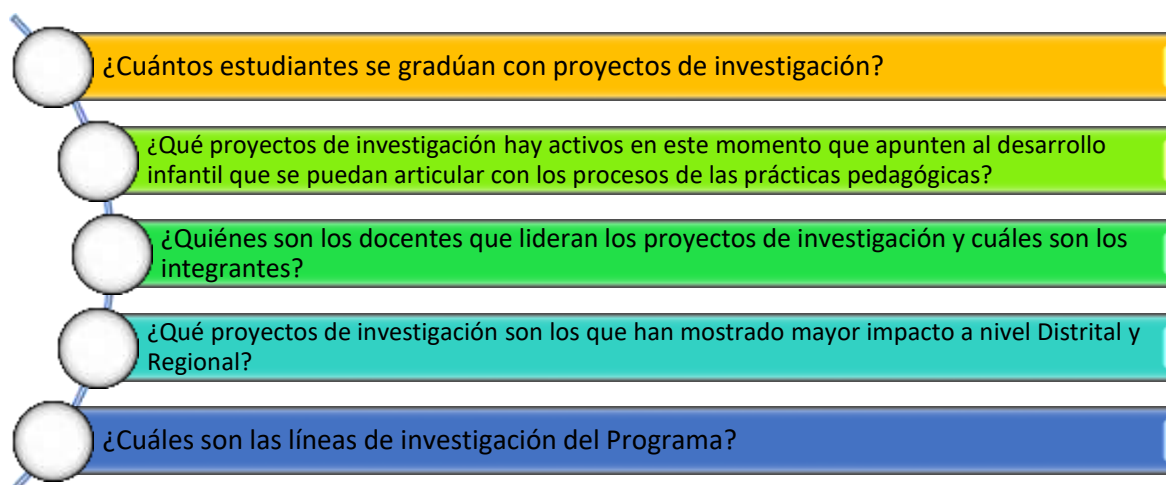 ¿Cuántos estudiantes se gradúan con proyectos de investigación?
¿Qué proyectos de investigación hay activos en este momento que apunten al desarrollo
infantil que se puedan articular con los procesos de las prácticas pedagógicas?
¿Quiénes son los docentes que lideran los proyectos de investigación y cuáles son los
integrantes?
¿Qué proyectos de investigación son los que han mostrado mayor impacto a nivel Distrital y
Regional?
¿Cuáles son las líneas de investigación del Programa?